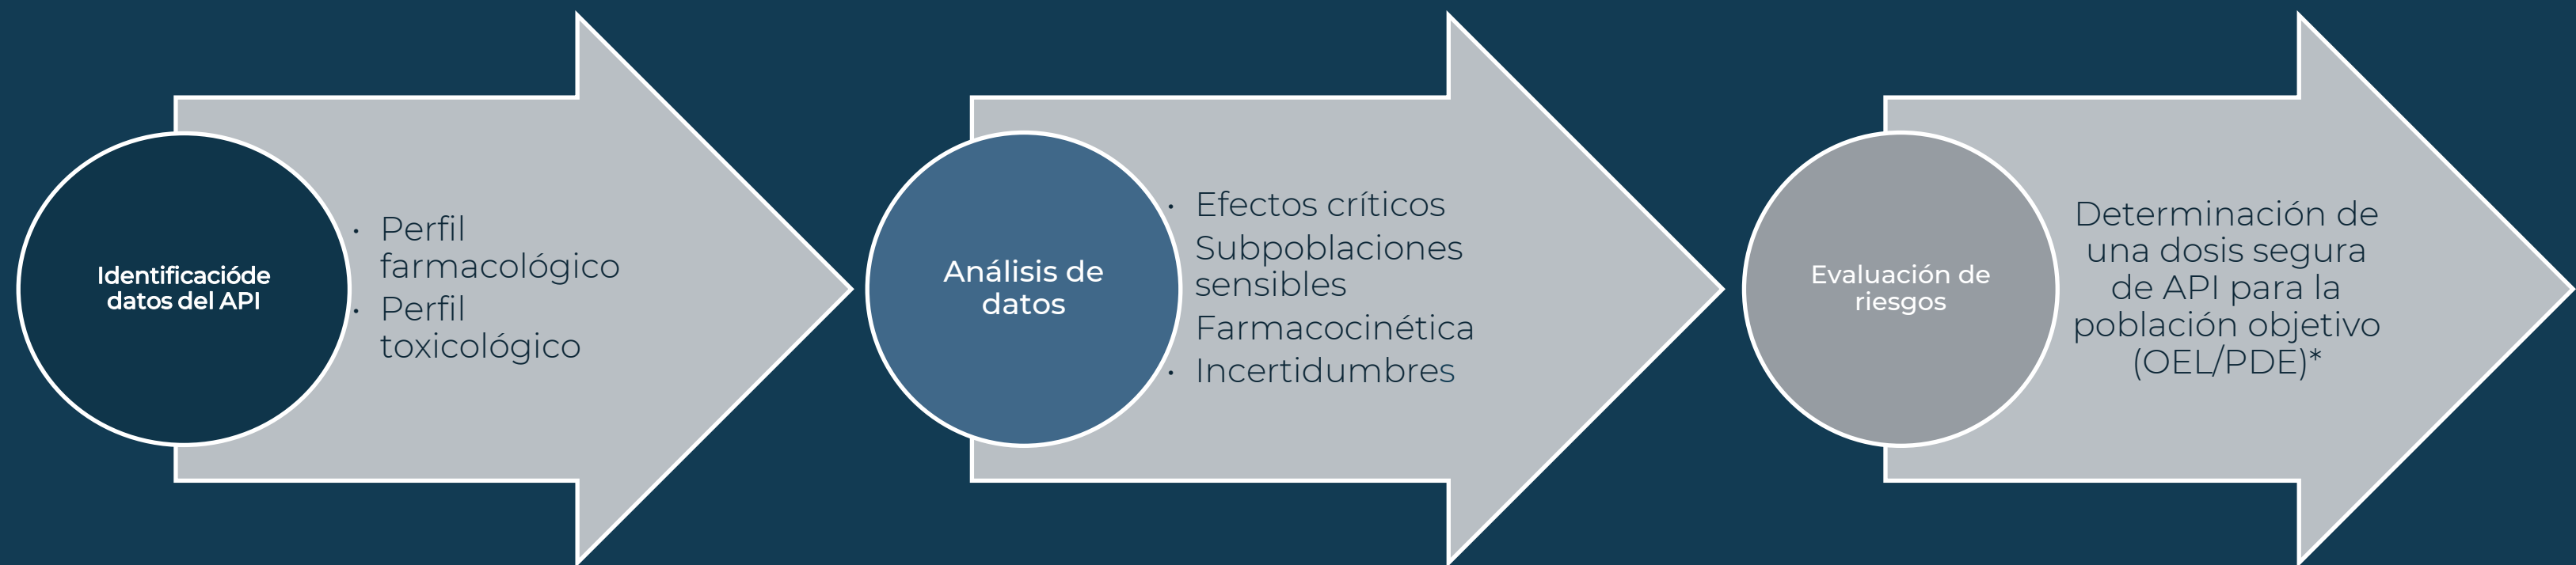 Identificacióde
datos del API
• Perfil
farmacológico
• Perfil
toxicológico
Análisis de
datos
• Efectos críticos
Subpoblaciones
sensibles
Farmacocinética
• Incertidumbres
Evaluación de
riesgos
Determinación de
una dosis segura
de API para la
población objetivo
(OEL/PDE)*